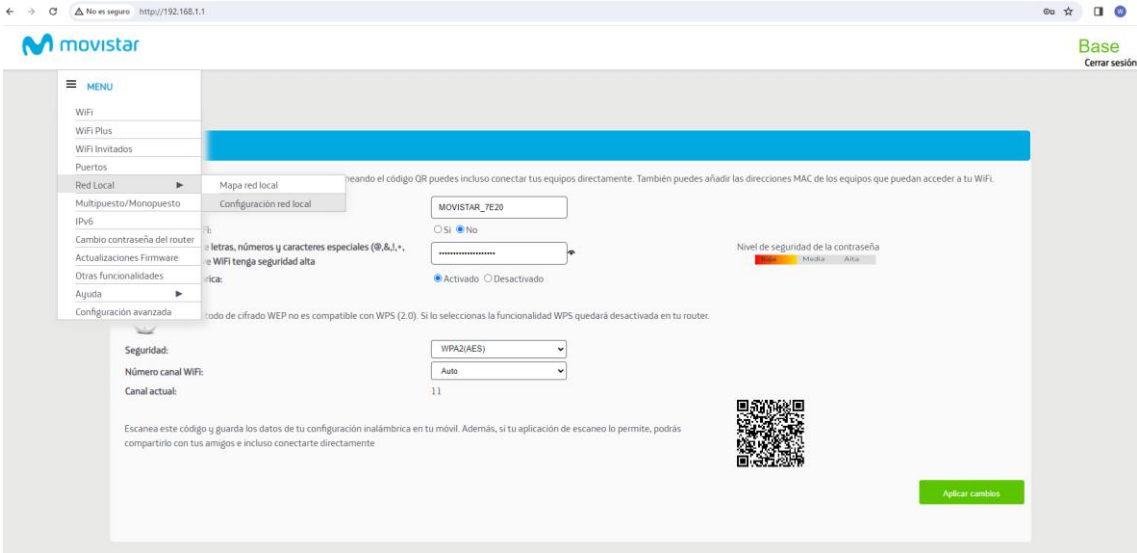 No es seguro http://192.168.1.1
W
movistar
Base
Cerrar sesión
MENU
WiFi
WiFi Plus
WiFi Invitados
Puertos
Red Local
Mapa red local
Configuración red local
Multipuesto/Monopuesto
IPv6
Cambio contraseña del router
Actualizaciones Firmware
Otras funcionalidades
Ayuda
Configuración avanzada
neando el código QR puedes incluso conectar tus equipos directamente. También puedes añadir las direcciones MAC de los equipos que puedan acceder a tu WiFi.
MOVISTAR_7E20
Si No
letras, números y caracteres especiales (@,&,!,+,
WiFi tenga seguridad alta
Nivel de seguridad de la contraseña
Baja Media Alta
rica:
Activado Desactivado
todo de cifrado WEP no es compatible con WPS (2.0). Si lo seleccionas la funcionalidad WPS quedará desactivada en tu router.
Seguridad:
WPA2(AES)
Número canal WiFi:
Auto
Canal actual:
11
Escanea este código y guarda los datos de tu configuración inalámbrica en tu móvil. Además, si tu aplicación de escaneo lo permite, podrás
compartirlo con tus amigos e incluso conectarte directamente
Aplicar cambios